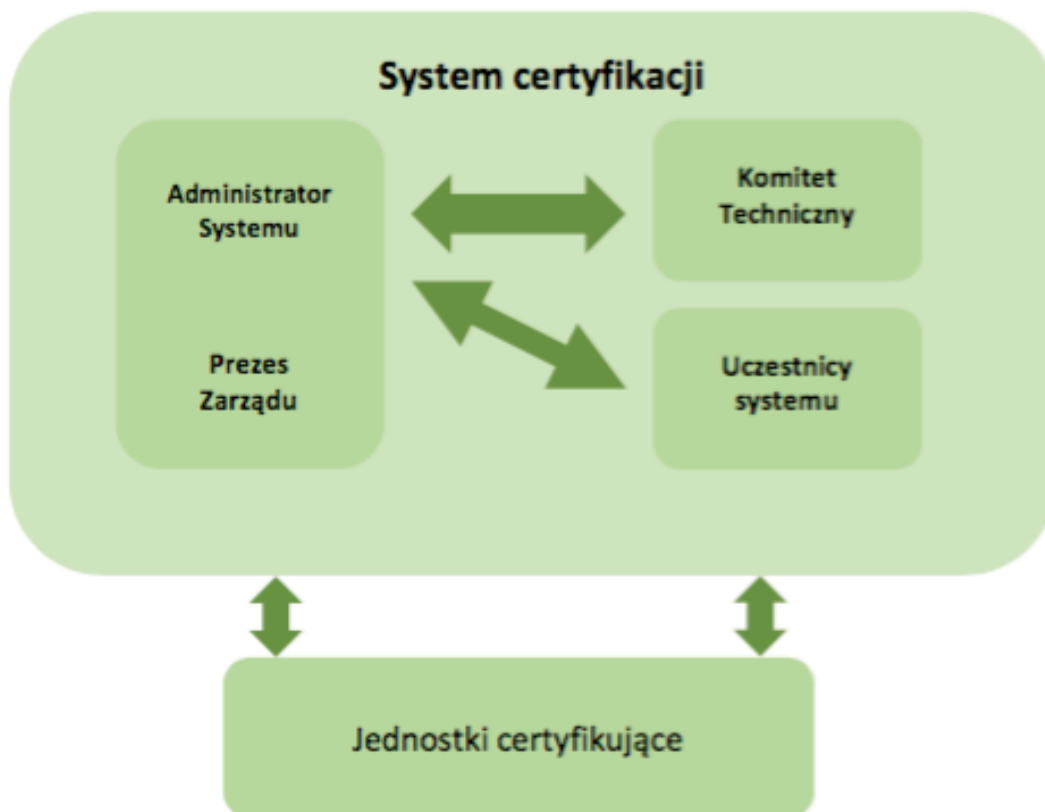 System certyfikacji
Administrator
Systemu
Prezes
Zarządu
Komitet
Techniczny
Uczestnicy
systemu
Jednostki certyfikujące